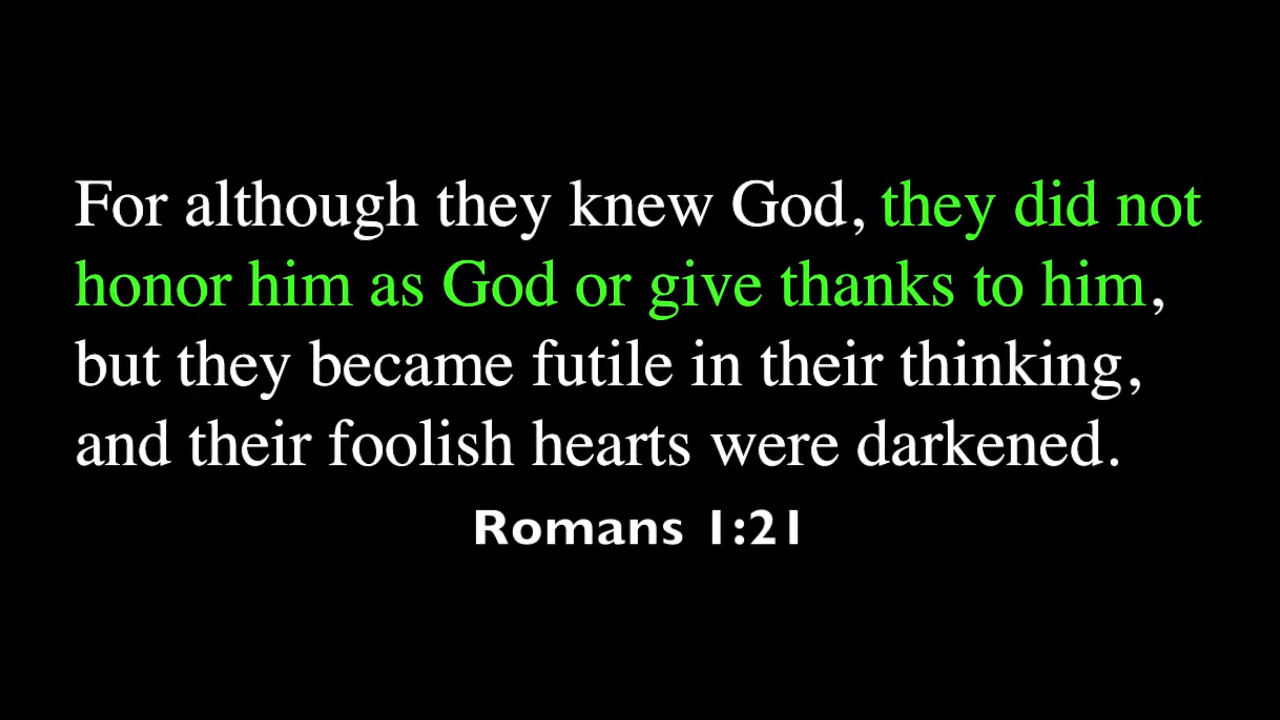 For although they knew God, they did not
honor him as God or give thanks to him,
but they became futile in their thinking,
and their foolish hearts were darkened.
Romans 1:21